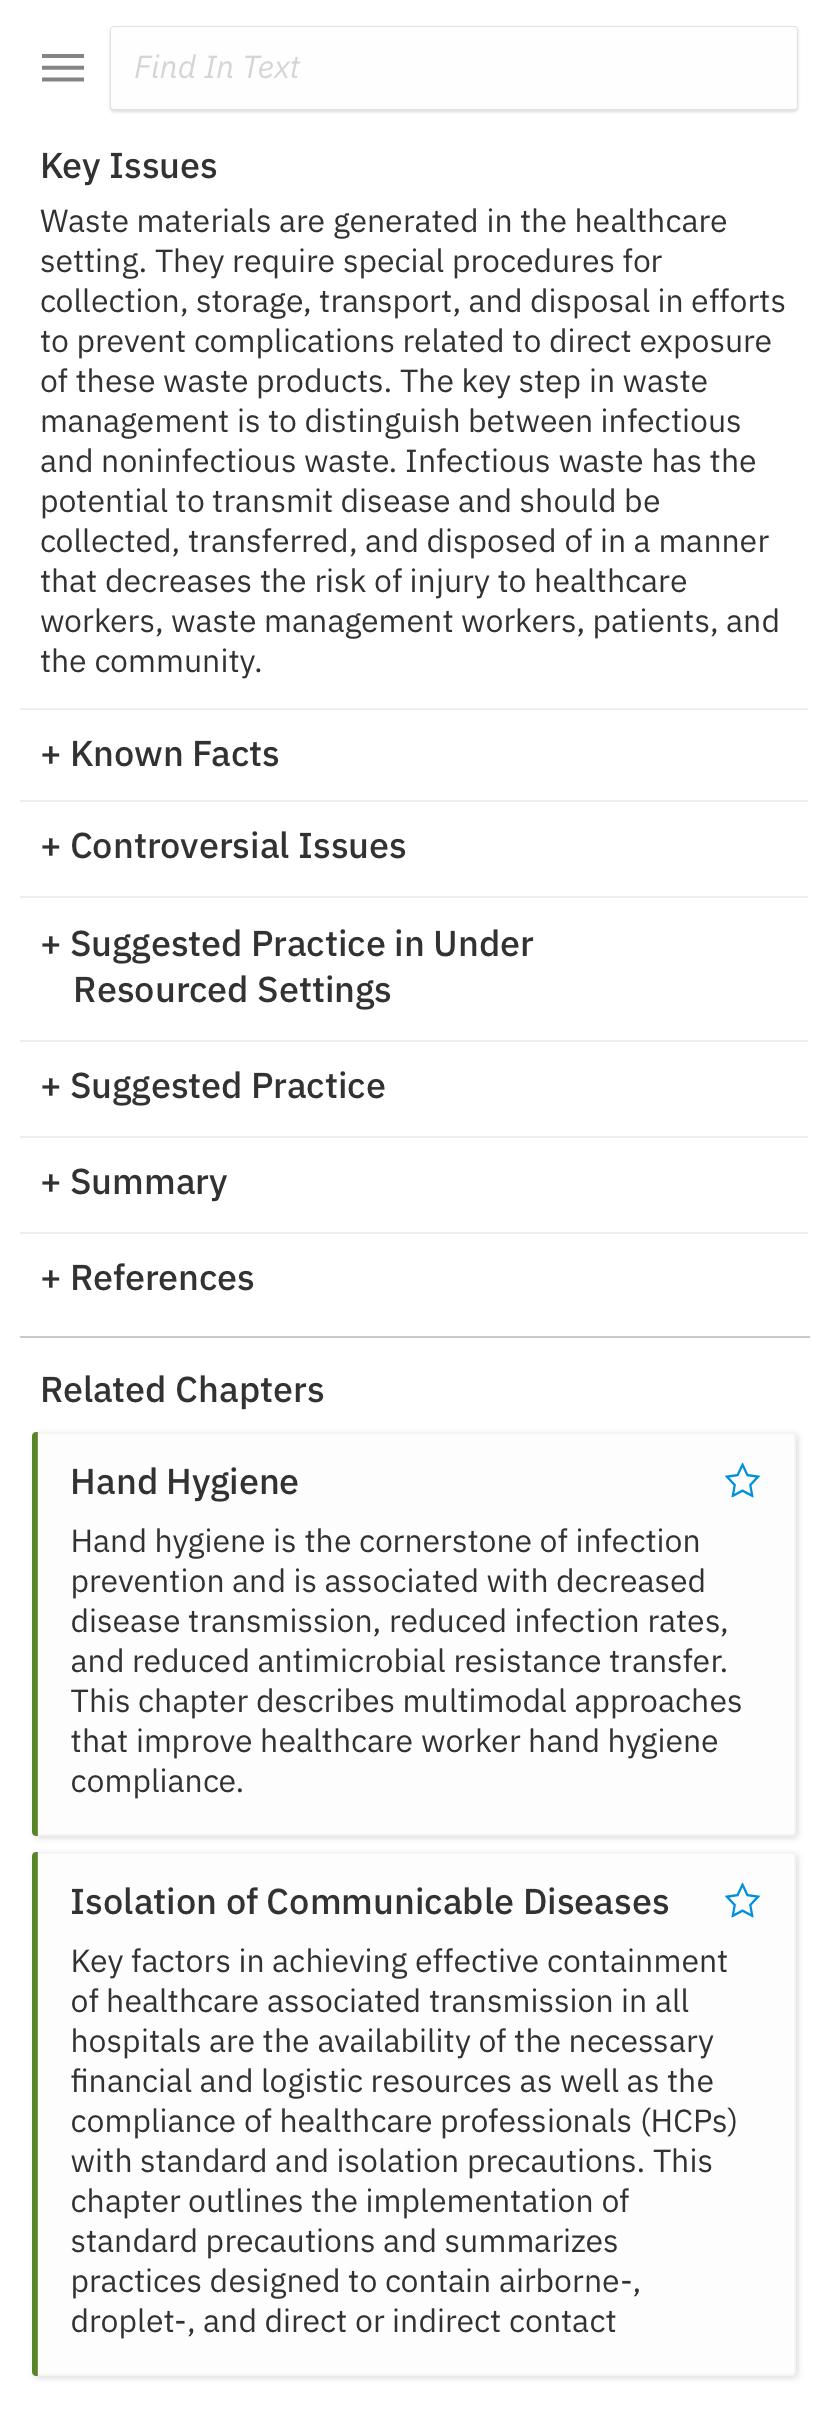 Find In Text
Key Issues
Waste materials are generated in the healthcare
setting. They require special procedures for
collection, storage, transport, and disposal in efforts
to prevent complications related to direct exposure
of these waste products. The key step in waste
management is to distinguish between infectious
and noninfectious waste. Infectious waste has the
potential to transmit disease and should be
collected, transferred, and disposed of in a manner
that decreases the risk of injury to healthcare
workers, waste management workers, patients, and
the community.
+ Known Facts
+ Controversial Issues
+ Suggested Practice in Under
Resourced Settings
+ Suggested Practice
+ Summary
+ References
Related Chapters
Hand Hygiene
Hand hygiene is the cornerstone of infection
prevention and is associated with decreased
disease transmission, reduced infection rates,
and reduced antimicrobial resistance transfer.
This chapter describes multimodal approaches
that improve healthcare worker hand hygiene
compliance.
Isolation of Communicable Diseases
Key factors in achieving effective containment
of healthcare associated transmission in all
hospitals are the availability of the necessary
financial and logistic resources as well as the
compliance of healthcare professionals (HCPs)
with standard and isolation precautions. This
chapter outlines the implementation of
standard precautions and summarizes
practices designed to contain airborne-,
droplet-, and direct or indirect contact